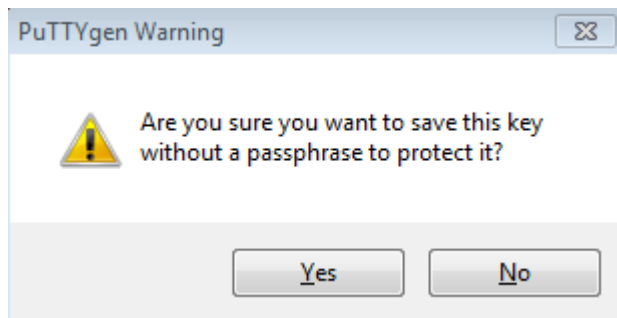 PuTTYgen Warning
Are you sure you want to save this key
without a passphrase to protect it?
Yes
No